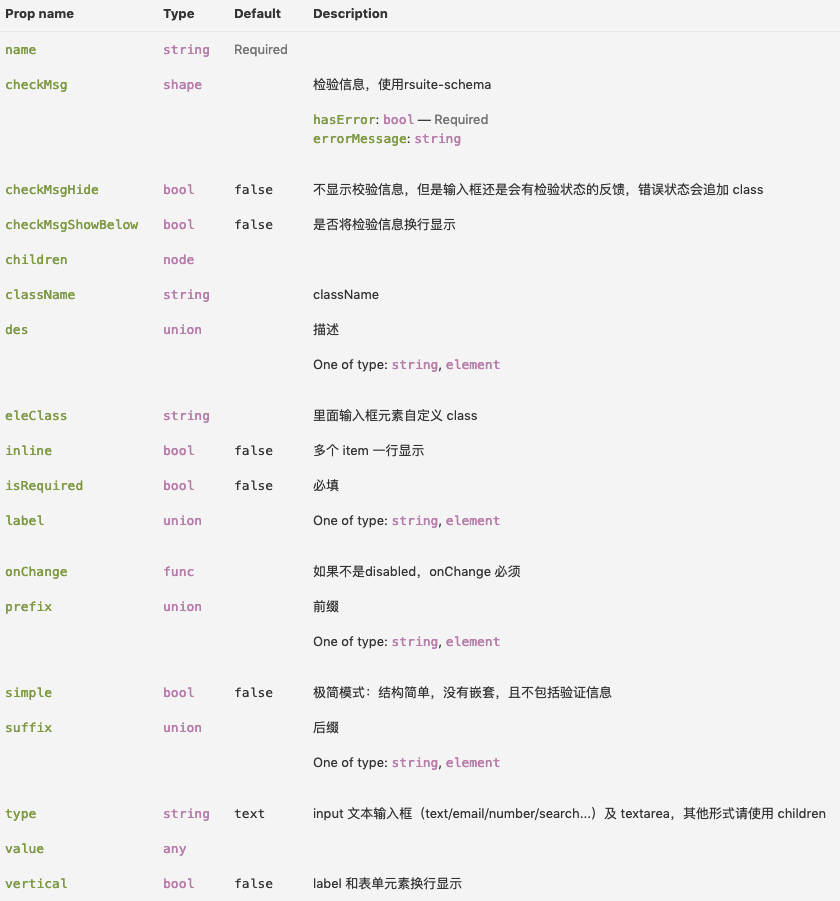 Prop name Type Default Description
name string Required
checkMsg shape 检验信息，使用rsuite-schema
hasError: bool — Required
errorMessage: string
checkMsgHide bool false 不显示校验信息，但是输入框还是会有检验状态的反馈，错误状态会追加 class
checkMsgShowBelow bool false 是否将检验信息换行显示
children node
className string className
des union 描述
One of type: string, element
eleClass string 里面输入框元素自定义 class
inline bool false 多个 item 一行显示
isRequired bool false 必填
label union One of type: string, element
onChange func 如果不是disabled，onChange 必须
prefix union 前缀
One of type: string, element
simple bool false 极简模式：结构简单，没有嵌套，且不包括验证信息
suffix union 后缀
One of type: string, element
type string text input 文本输入框（text/email/number/search...）及 textarea，其他形式请使用 children
value any
vertical bool false label 和表单元素换行显示